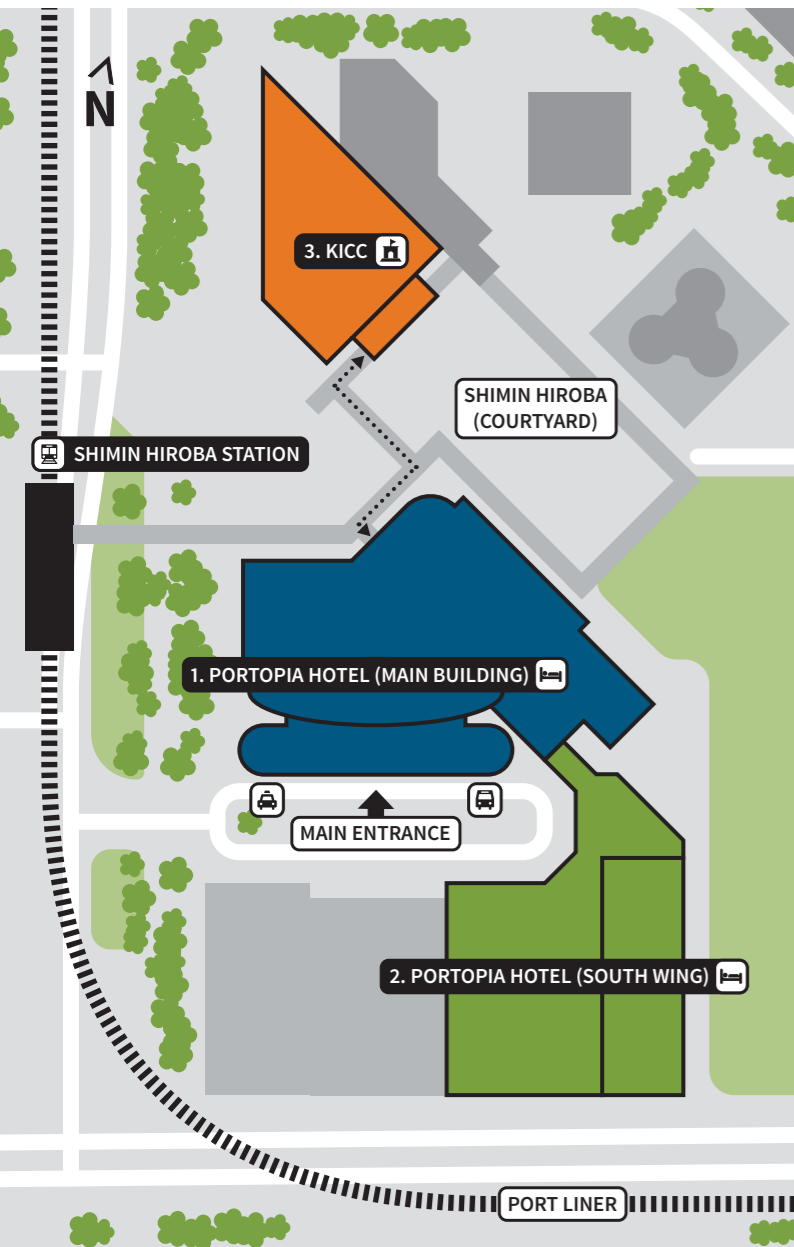 N
3. KICC
SHIMIN HIROBA
(COURTYARD)
SHIMIN HIROBA STATION
1. PORTOPIA HOTEL (MAIN BUILDING)
MAIN ENTRANCE
2. PORTOPIA HOTEL (SOUTH WING)
PORT LINER